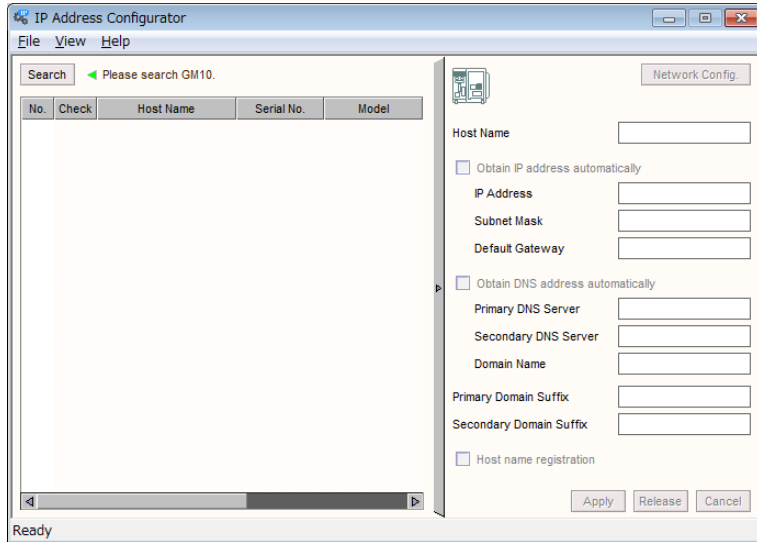 IP Address Configurator
File View Help
Search Please search GM10.
No. Check Host Name Serial No. Model
Network Config.
Host Name
Obtain IP address automatically
IP Address
Subnet Mask
Default Gateway
Obtain DNS address automatically
Primary DNS Server
Secondary DNS Server
Domain Name
Primary Domain Suffix
Secondary Domain Suffix
Host name registration
Apply Release Cancel
Ready